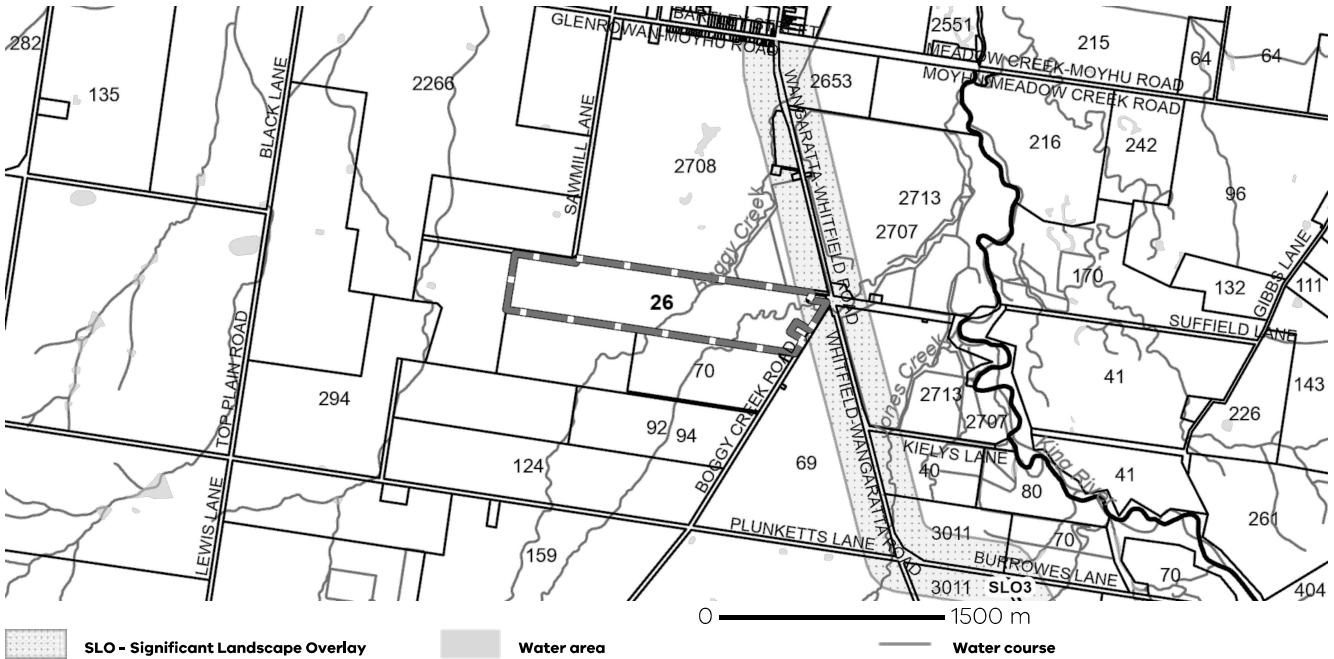 BARTLEY STREET
GLENROWAN-MOYHU ROAD
2551
215
282
MEADOW CREEK-MOYHU ROAD
64
64
MOYHU-MEADOW CREEK ROAD
135
2266
2653
BLACK LANE
SAWMILL LANE
WANGARATTA-WHITFIELD ROAD
216
242
2708
96
2713
2707
Boggy Creek
GIBBS LANE
170
132
111
26
SUFFIELD LANE
TOP PLAIN ROAD
WHITFIELD-WANGARATTA ROAD
Jones Creek
70
41
143
294
2713
2707
226
BOGGY CREEK ROAD
92
94
KIELYS LANE
King River
124
69
40
80
41
LEWIS LANE
PLUNKETTS LANE
3011
70
261
159
BURROWES LANE
70
3011
SLO3
404
0
1500 m
SLO - Significant Landscape Overlay
Water area
Water course